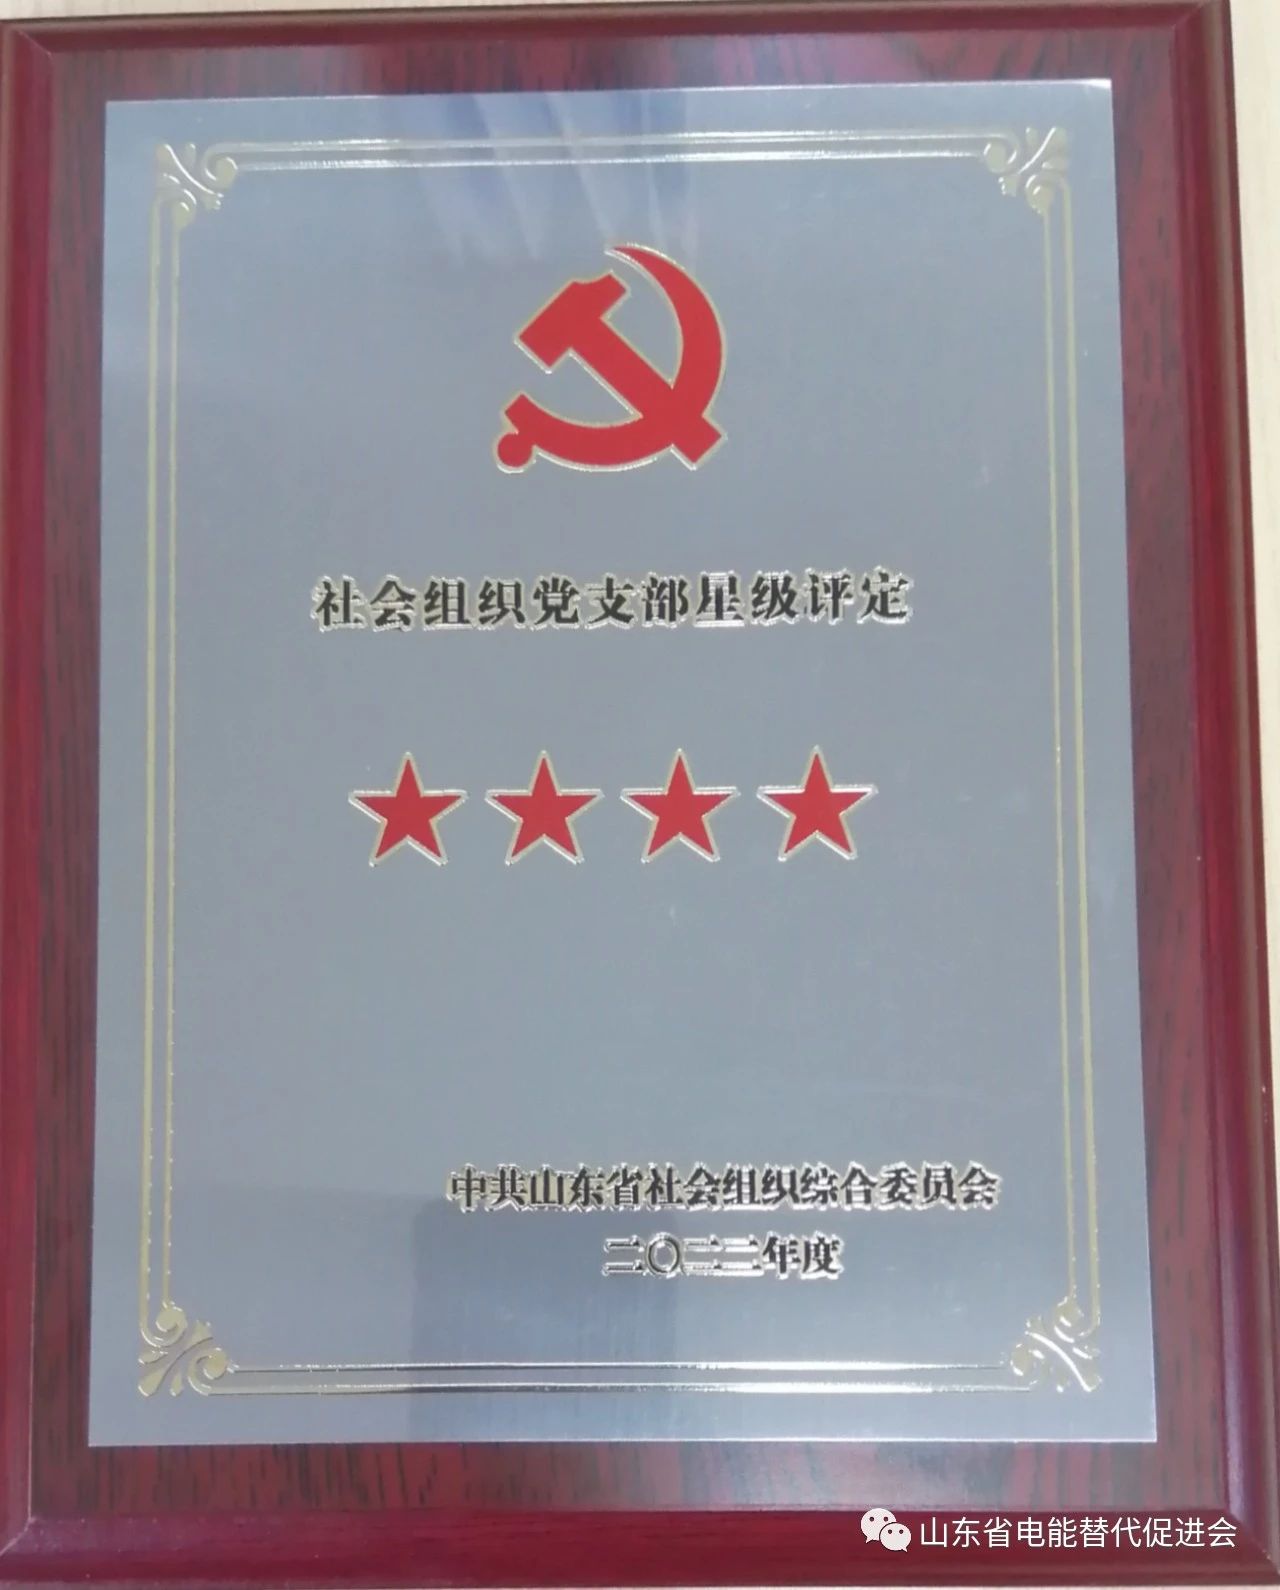 社会组织党支部星级评定
中共山东省社会组织综合委员会
二〇二二年度
山东省电能替代促进会